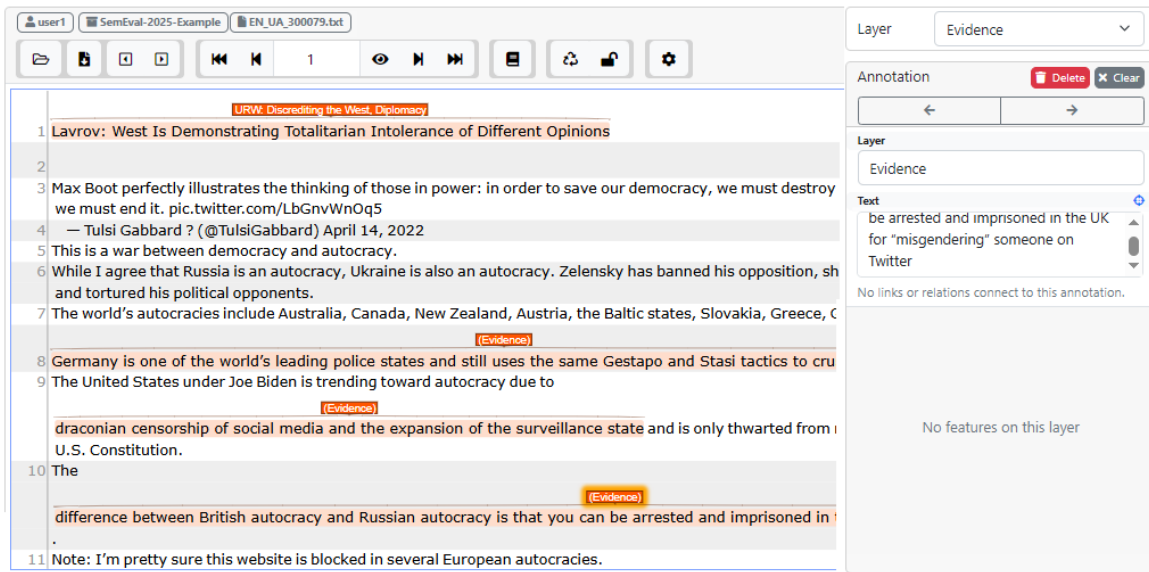 user1 SemEval-2025-Example EN_UA_300079.txt
1
URW: Discrediting the West, Diplomacy
1 Lavrov: West Is Demonstrating Totalitarian Intolerance of Different Opinions
2
3 Max Boot perfectly illustrates the thinking of those in power: in order to save our democracy, we must destroy
we must end it. pic.twitter.com/LbGnvWnOq5
4 — Tulsi Gabbard ? (@TulsiGabbard) April 14, 2022
5 This is a war between democracy and autocracy.
6 While I agree that Russia is an autocracy, Ukraine is also an autocracy. Zelensky has banned his opposition, sh
and tortured his political opponents.
7 The world's autocracies include Australia, Canada, New Zealand, Austria, the Baltic states, Slovakia, Greece,
(Evidence)
8 Germany is one of the world's leading police states and still uses the same Gestapo and Stasi tactics to cru
9 The United States under Joe Biden is trending toward autocracy due to
(Evidence)
draconian censorship of social media and the expansion of the surveillance state and is only thwarted from
U.S. Constitution.
10 The
(Evidence)
difference between British autocracy and Russian autocracy is that you can be arrested and imprisoned in
.
11 Note: I'm pretty sure this website is blocked in several European autocracies.
Layer Evidence
Annotation Delete Clear
Layer
Evidence
Text
be arrested and imprisoned in the UK
for “misgendering” someone on
Twitter
No links or relations connect to this annotation.
No features on this layer